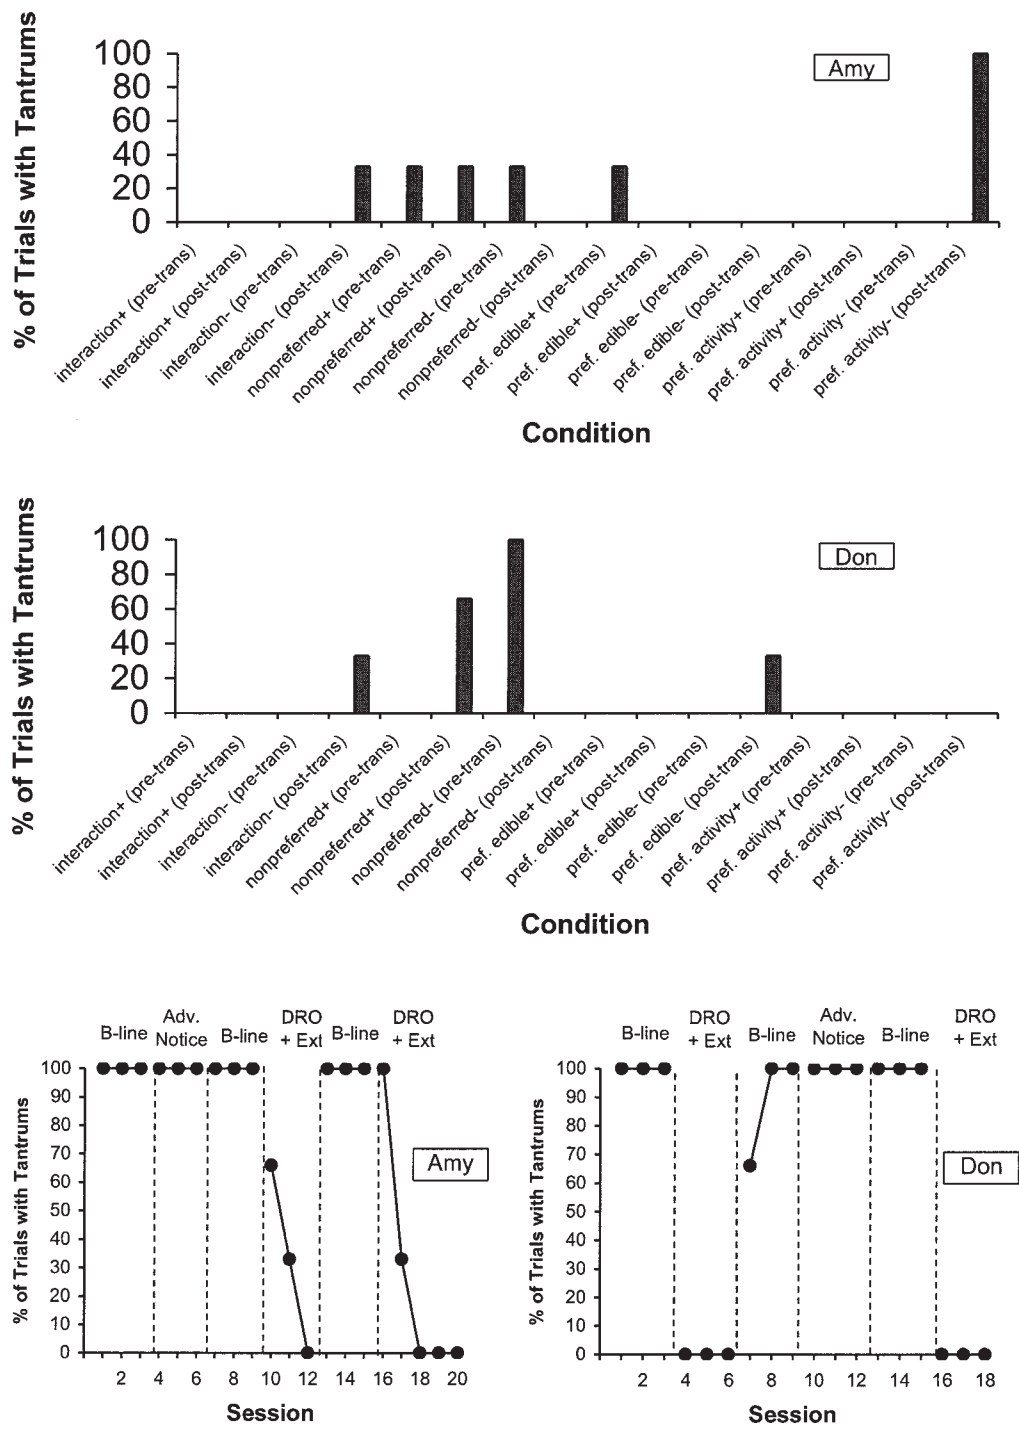 % of Trials with Tantrums
100
80
60
40
20
0
Amy
interaction+ (pre-trans)
interaction+ (post-trans)
interaction- (pre-trans)
interaction- (post-trans)
nonpreferred+ (pre-trans)
nonpreferred+ (post-trans)
nonpreferred- (pre-trans)
nonpreferred- (post-trans)
pref. edible+ (pre-trans)
pref. edible+ (post-trans)
pref. edible- (pre-trans)
pref. edible- (post-trans)
pref. activity+ (pre-trans)
pref. activity+ (post-trans)
pref. activity- (pre-trans)
pref. activity- (post-trans)
Condition
% of Trials with Tantrums
100
80
60
40
20
0
Don
interaction+ (pre-trans)
interaction+ (post-trans)
interaction- (pre-trans)
interaction- (post-trans)
nonpreferred+ (pre-trans)
nonpreferred+ (post-trans)
nonpreferred- (pre-trans)
nonpreferred- (post-trans)
pref. edible+ (pre-trans)
pref. edible+ (post-trans)
pref. edible- (pre-trans)
pref. edible- (post-trans)
pref. activity+ (pre-trans)
pref. activity+ (post-trans)
pref. activity- (pre-trans)
pref. activity- (post-trans)
Condition
B-line
Adv.
Notice
B-line
DRO
+ Ext
B-line
DRO
+ Ext
% of Trials with Tantrums
100
90
80
70
60
50
40
30
20
10
0
Amy
2 4 6 8 10 12 14 16 18 20
Session
B-line
DRO
+ Ext
B-line
Adv.
Notice
B-line
DRO
+ Ext
% of Trials with Tantrums
100
90
80
70
60
50
40
30
20
10
0
Don
2 4 6 8 10 12 14 16 18
Session